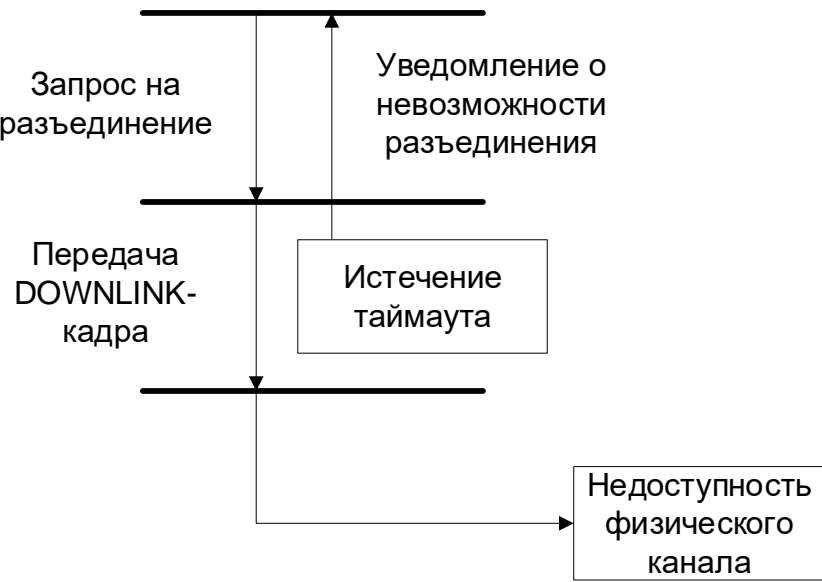 Запрос на
разъединение
Уведомление о
невозможности
разъединения
Передача
DOWNLINK-
кадра
Истечение
таймаута
Недоступность
физического
канала